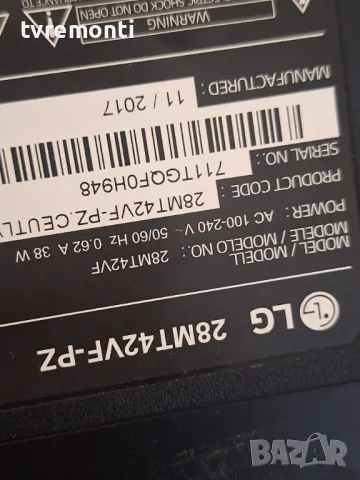 tvremonti
LG 28MT42VF-PZ
MODEL / MODELO / MODELL
MODEL / MODELE NO.: 28MT42VF
POWER: AC 100-240 V~ 50/60 Hz 0.62 A 38 W
PRODUCT CODE: 28MT42VF-PZ.CEUTL
SERIAL NO.: 711TGQF0H948
MANUFACTURED: 11 / 2017
WARNING
ELECTRIC SHOCK DO NOT OPEN
BAZAR